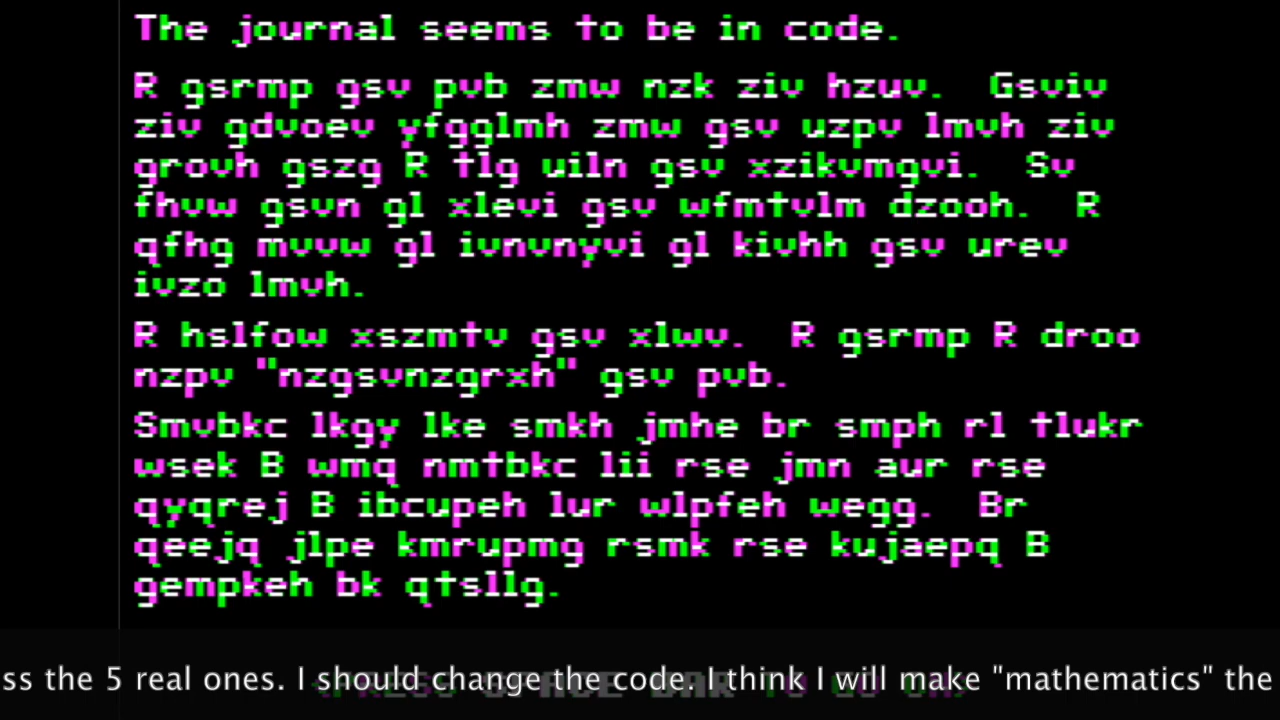 The journal seems to be in code.
R gsrmp gsv pvb zmw nzk ziv hzuv. Gsviv
ziv gdvoev yfgglmh zmw gsv uzpv lmvh ziv
grovh gszg R tlg uiln gsv xzikvmgvi. Sv
fhvw gsvn gl xlevi gsv wfmtvlm dzooh. R
qfhg mvvw gl ivnvnyvi gl kivhh gsv urev
ivzo lmvh.
R hslfow xszmtv gsv xlwv. R gsrmp R droo
nzpv "nzgsvnzgrxh" gsv pvb.
Smvbkc lkgy lke smkh jmhe br smph rl tlukr
wsek B wmq nmtbkc lii rse jmn aur rse
qyqrej B ibcupeh lur wlpfeh wegg. Br
qeejq jlpe kmrupmg rsmk rse kujaepq B
gempkeh bk qtsllg.
ss the 5 real ones. I should change the code. I think I will make "mathematics" the